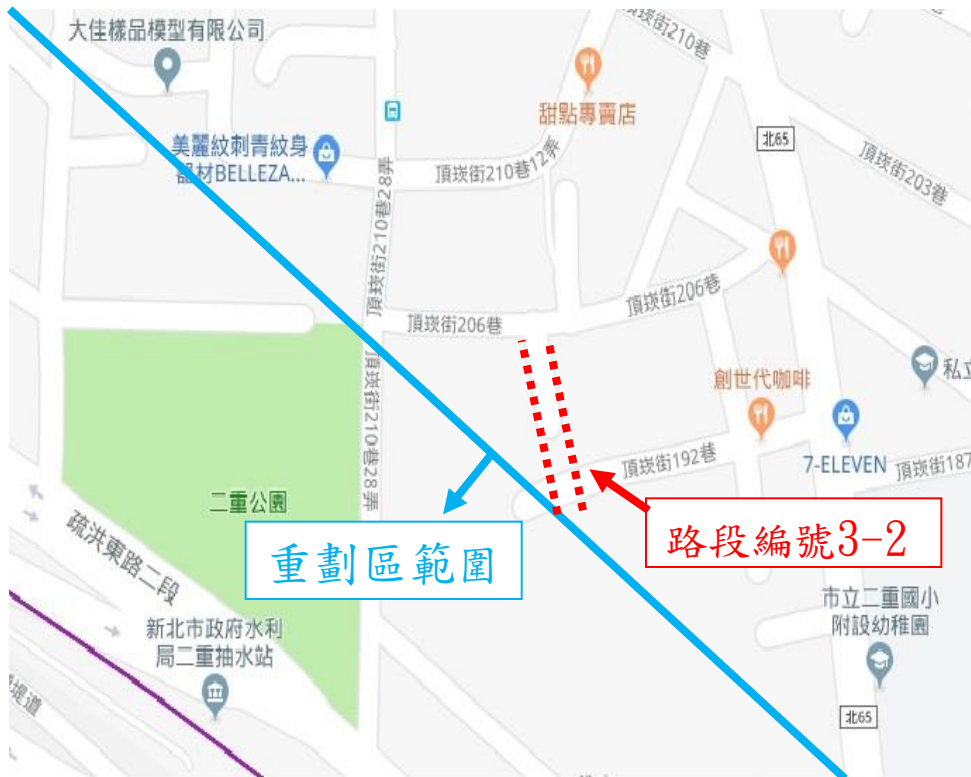 大佳樣品模型有限公司
頂崁街210巷
甜點專賣店
北65
美麗紋刺青紋身
器材BELLEZA...
頂崁街210巷12弄
頂崁街203巷
頂崁街210巷28弄
頂崁街206巷
頂崁街206巷
頂崁街210巷28弄
創世代咖啡
私立
7-ELEVEN
頂崁街187
頂崁街192巷
二重公園
疏洪東路二段
重劃區範圍
路段編號3-2
市立二重國小
附設幼稚園
新北市政府水利
局二重抽水站
堤道
北65